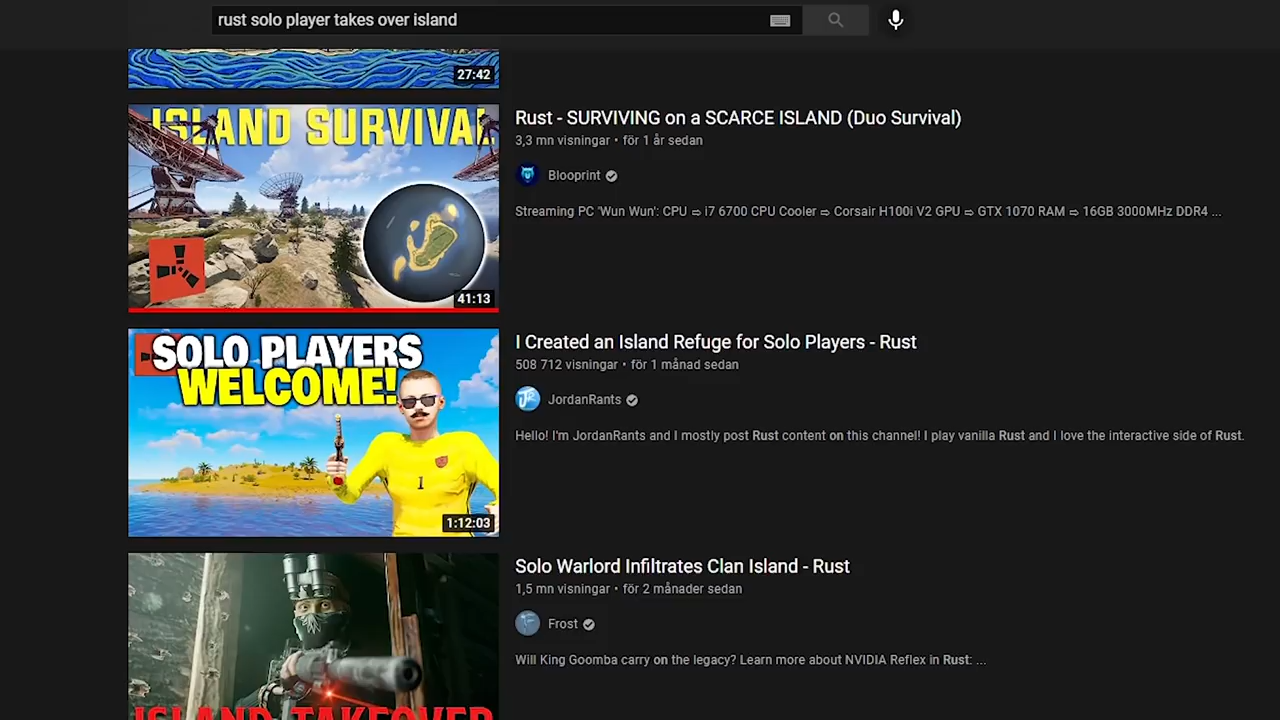 rust solo player takes over island
27:42
ISLAND SURVIVAL
41:13
Rust - SURVIVING on a SCARCE ISLAND (Duo Survival)
3,3 mn visningar • för 1 år sedan
Blooprint
Streaming PC 'Wun Wun': CPU ⇨ i7 6700 CPU Cooler ⇨ Corsair H100i V2 GPU ⇨ GTX 1070 RAM ⇨ 16GB 3000MHz DDR4 ...
SOLO PLAYERS
WELCOME!
1
1:12:03
I Created an Island Refuge for Solo Players - Rust
508 712 visningar • för 1 månad sedan
JR
JordanRants
Hello! I'm JordanRants and I mostly post Rust content on this channel! I play vanilla Rust and I love the interactive side of Rust.
ISLAND TAKEOVER
Solo Warlord Infiltrates Clan Island - Rust
1,5 mn visningar • för 2 månader sedan
Frost
Will King Goomba carry on the legacy? Learn more about NVIDIA Reflex in Rust: ...